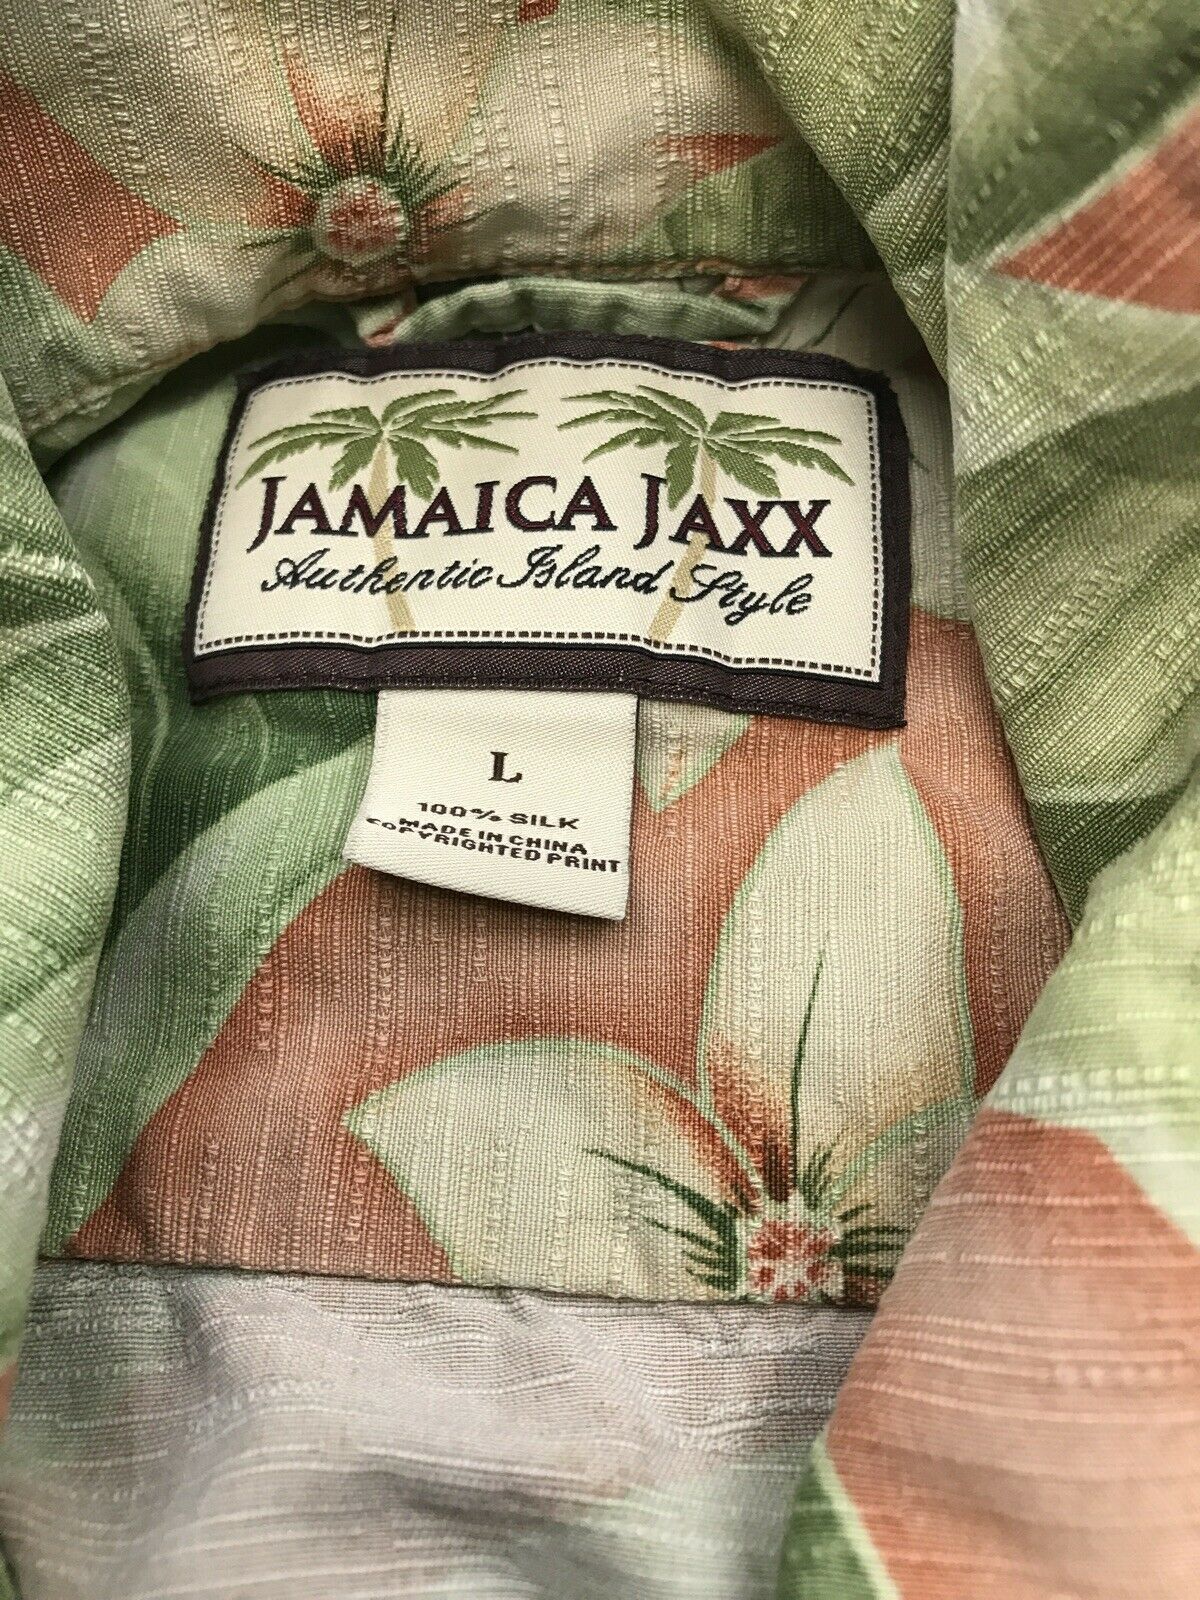 JAMAICA JAXX
Authentic Island Style
L
100% SILK
MADE IN CHINA
COPYRIGHTED PRINT